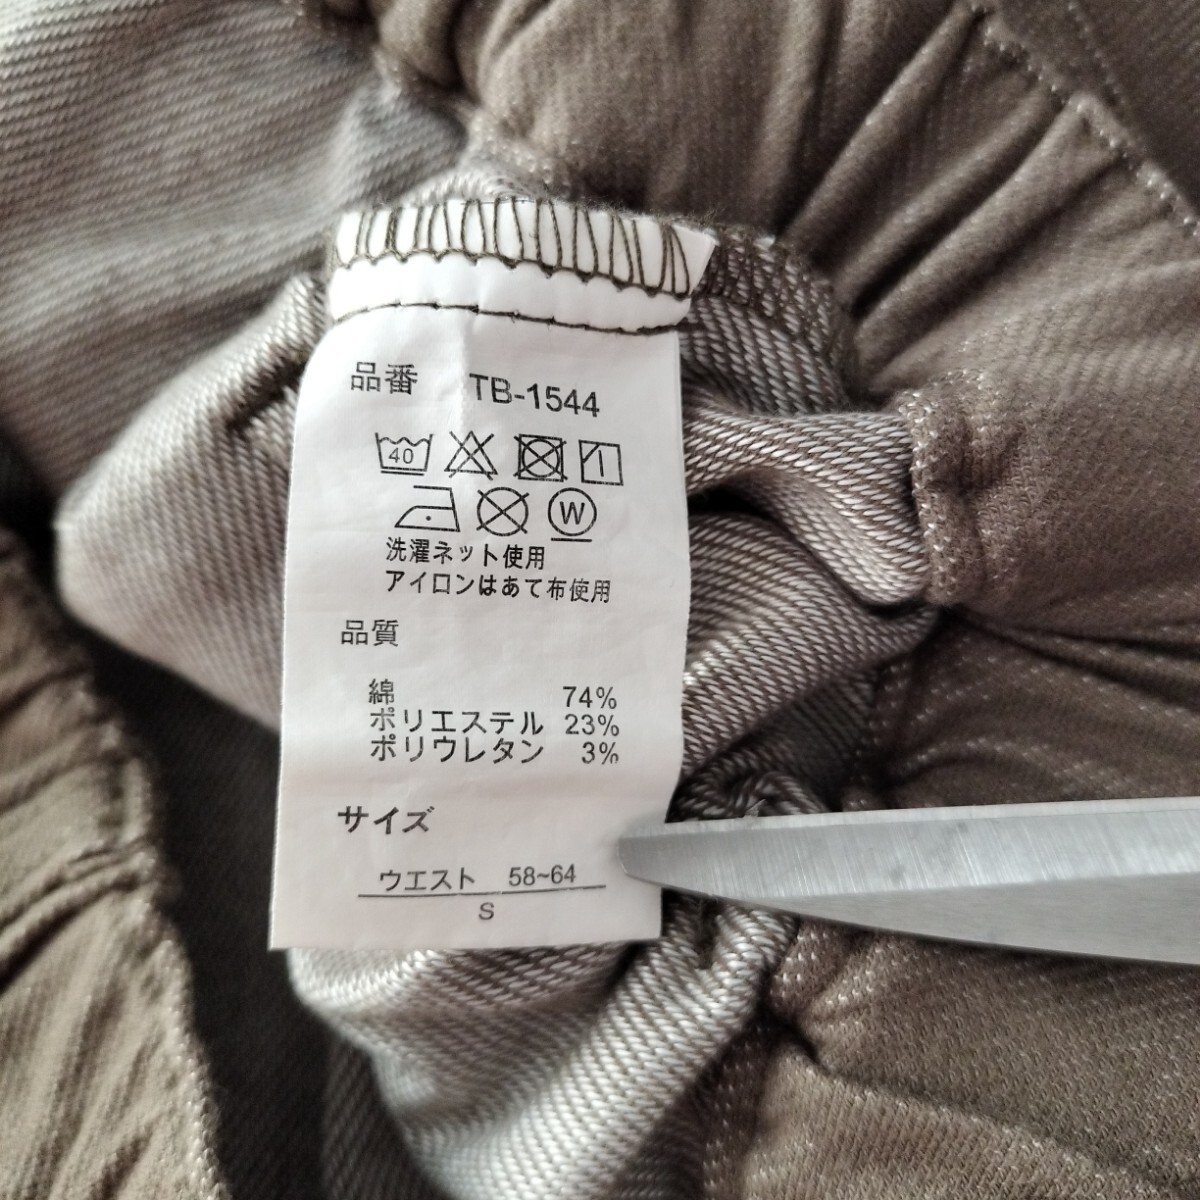 品番 TB-1544
40
W
洗濯ネット使用
アイロンはあて布使用
品質
綿 74%
ポリエステル 23%
ポリウレタン 3%
サイズ
ウエスト 58~64
S